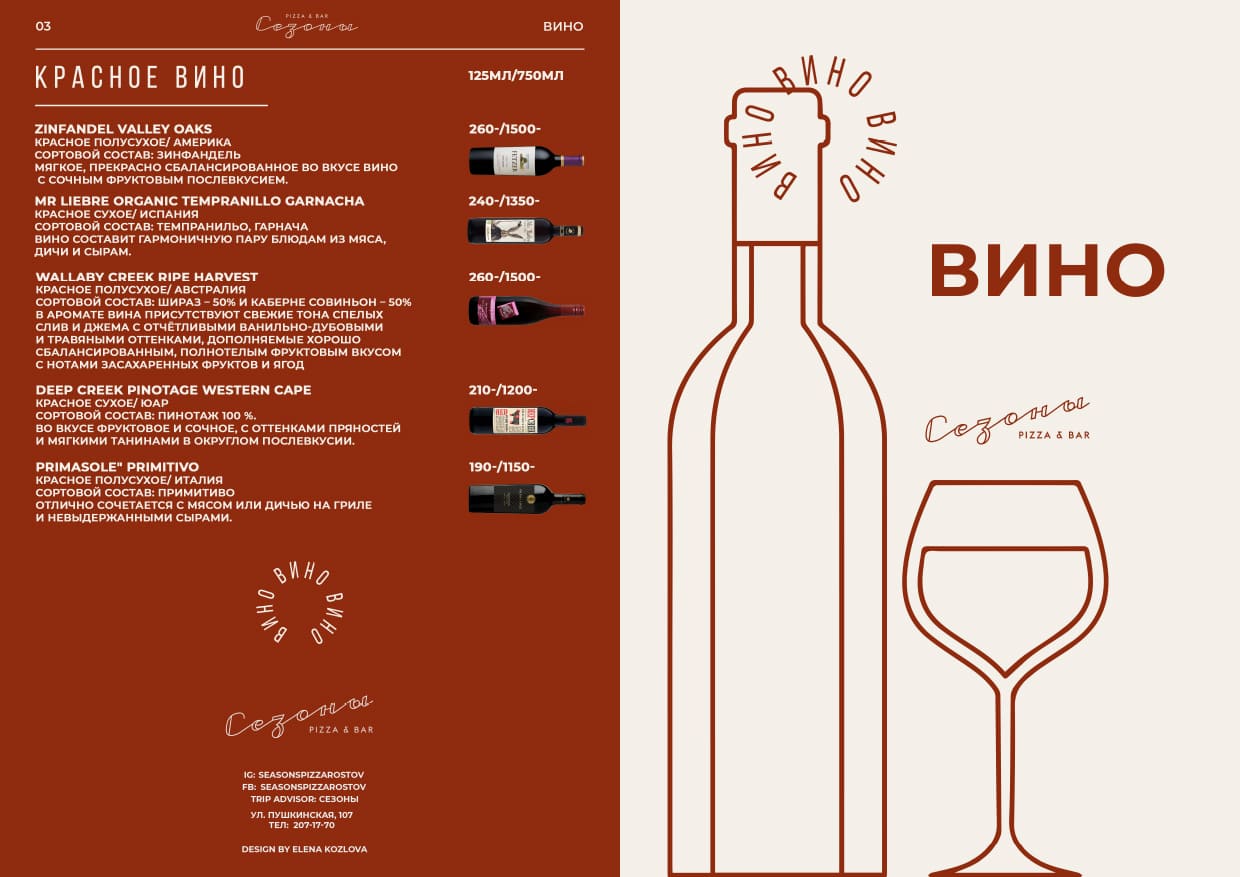 03
PIZZA & BAR
Сезоны
ВИНО
КРАСНОЕ ВИНО
125МЛ/750МЛ
ZINFANDEL VALLEY OAKS
260-/1500-
КРАСНОЕ ПОЛУСУХОЕ/ АМЕРИКА
СОРТОВОЙ СОСТАВ: ЗИНФАНДЕЛЬ
МЯГКОЕ, ПРЕКРАСНО СБАЛАНСИРОВАННОЕ ВО ВКУСЕ ВИНО
С СОЧНЫМ ФРУКТОВЫМ ПОСЛЕВКУСИЕМ.
FETZER
MR LIEBRE ORGANIC TEMPRANILLO GARNACHA
240-/1350-
КРАСНОЕ СУХОЕ/ ИСПАНИЯ
СОРТОВОЙ СОСТАВ: ТЕМПРАНИЛЬО, ГАРНАЧА
ВИНО СОСТАВИТ ГАРМОНИЧНУЮ ПАРУ БЛЮДАМ ИЗ МЯСА,
ДИЧИ И СЫРАМ.
WALLABY CREEK RIPE HARVEST
260-/1500-
КРАСНОЕ ПОЛУСУХОЕ/ АВСТРАЛИЯ
СОРТОВОЙ СОСТАВ: ШИРАЗ – 50% И КАБЕРНЕ СОВИНЬОН – 50%
В АРОМАТЕ ВИНА ПРИСУТСТВУЮТ СВЕЖИЕ ТОНА СПЕЛЫХ
СЛИВ И ДЖЕМА С ОТЧЁТЛИВЫМИ ВАНИЛЬНО-ДУБОВЫМИ
И ТРАВЯНЫМИ ОТТЕНКАМИ, ДОПОЛНЯЕМЫЕ ХОРОШО
СБАЛАНСИРОВАННЫМ, ПОЛНОТЕЛЫМ ФРУКТОВЫМ ВКУСОМ
С НОТАМИ ЗАСАХАРЕННЫХ ФРУКТОВ И ЯГОД
DEEP CREEK PINOTAGE WESTERN CAPE
210-/1200-
КРАСНОЕ СУХОЕ/ ЮАР
СОРТОВОЙ СОСТАВ: ПИНОТАЖ 100 %.
ВО ВКУСЕ ФРУКТОВОЕ И СОЧНОЕ, С ОТТЕНКАМИ ПРЯНОСТЕЙ
И МЯГКИМИ ТАНИНАМИ В ОКРУГЛОМ ПОСЛЕВКУСИИ.
PRIMASOLE" PRIMITIVO
190-/1150-
КРАСНОЕ ПОЛУСУХОЕ/ ИТАЛИЯ
СОРТОВОЙ СОСТАВ: ПРИМИТИВО
ОТЛИЧНО СОЧЕТАЕТСЯ С МЯСОМ ИЛИ ДИЧЬЮ НА ГРИЛЕ
И НЕВЫДЕРЖАННЫМИ СЫРАМИ.
ВИНО ВИНО ВИНО ВИНО
Сезоны
PIZZA & BAR
IG: SEASONSPIZZAROSTOV
FB: SEASONSPIZZAROSTOV
TRIP ADVISOR: СЕЗОНЫ
УЛ. ПУШКИНСКАЯ, 107
ТЕЛ: 207-17-70
DESIGN BY ELENA KOZLOVA
ВИНО ВИНО ВИНО ВИНО
ВИНО
Сезоны
PIZZA & BAR